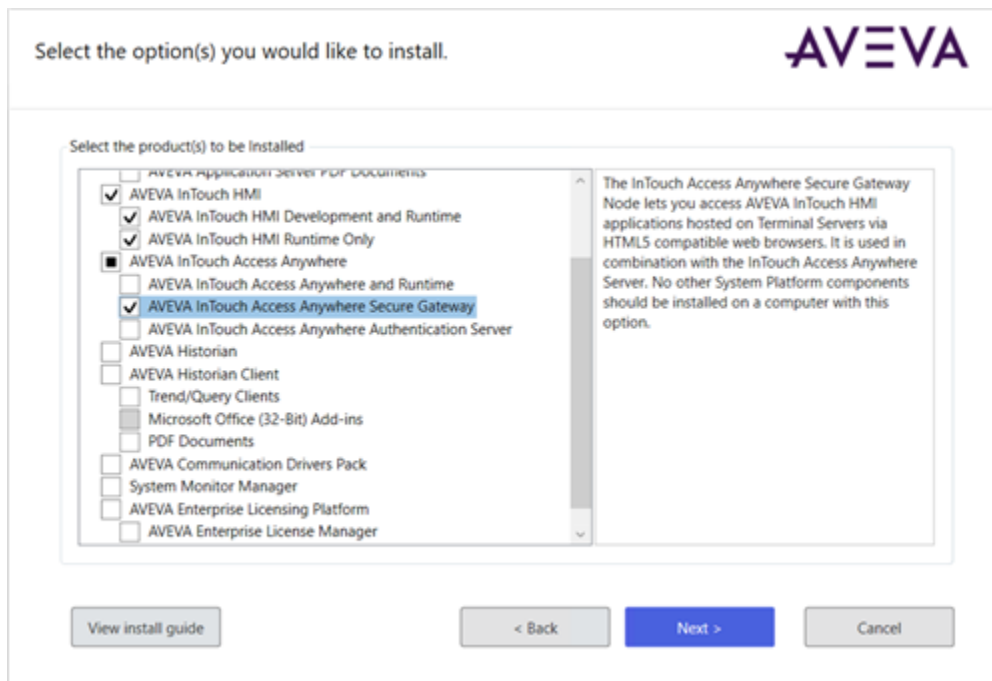 Select the option(s) you would like to install.
AVEVA
Select the product(s) to be Installed
AVEVA Application Server PDF Documents
AVEVA InTouch HMI
AVEVA InTouch HMI Development and Runtime
AVEVA InTouch HMI Runtime Only
AVEVA InTouch Access Anywhere
AVEVA InTouch Access Anywhere and Runtime
AVEVA InTouch Access Anywhere Secure Gateway
AVEVA InTouch Access Anywhere Authentication Server
AVEVA Historian
AVEVA Historian Client
Trend/Query Clients
Microsoft Office (32-Bit) Add-ins
PDF Documents
AVEVA Communication Drivers Pack
System Monitor Manager
AVEVA Enterprise Licensing Platform
AVEVA Enterprise License Manager
The InTouch Access Anywhere Secure Gateway
Node lets you access AVEVA InTouch HMI
applications hosted on Terminal Servers via
HTML5 compatible web browsers. It is used in
combination with the InTouch Access Anywhere
Server. No other System Platform components
should be installed on a computer with this
option.
View install guide
< Back
Next >
Cancel